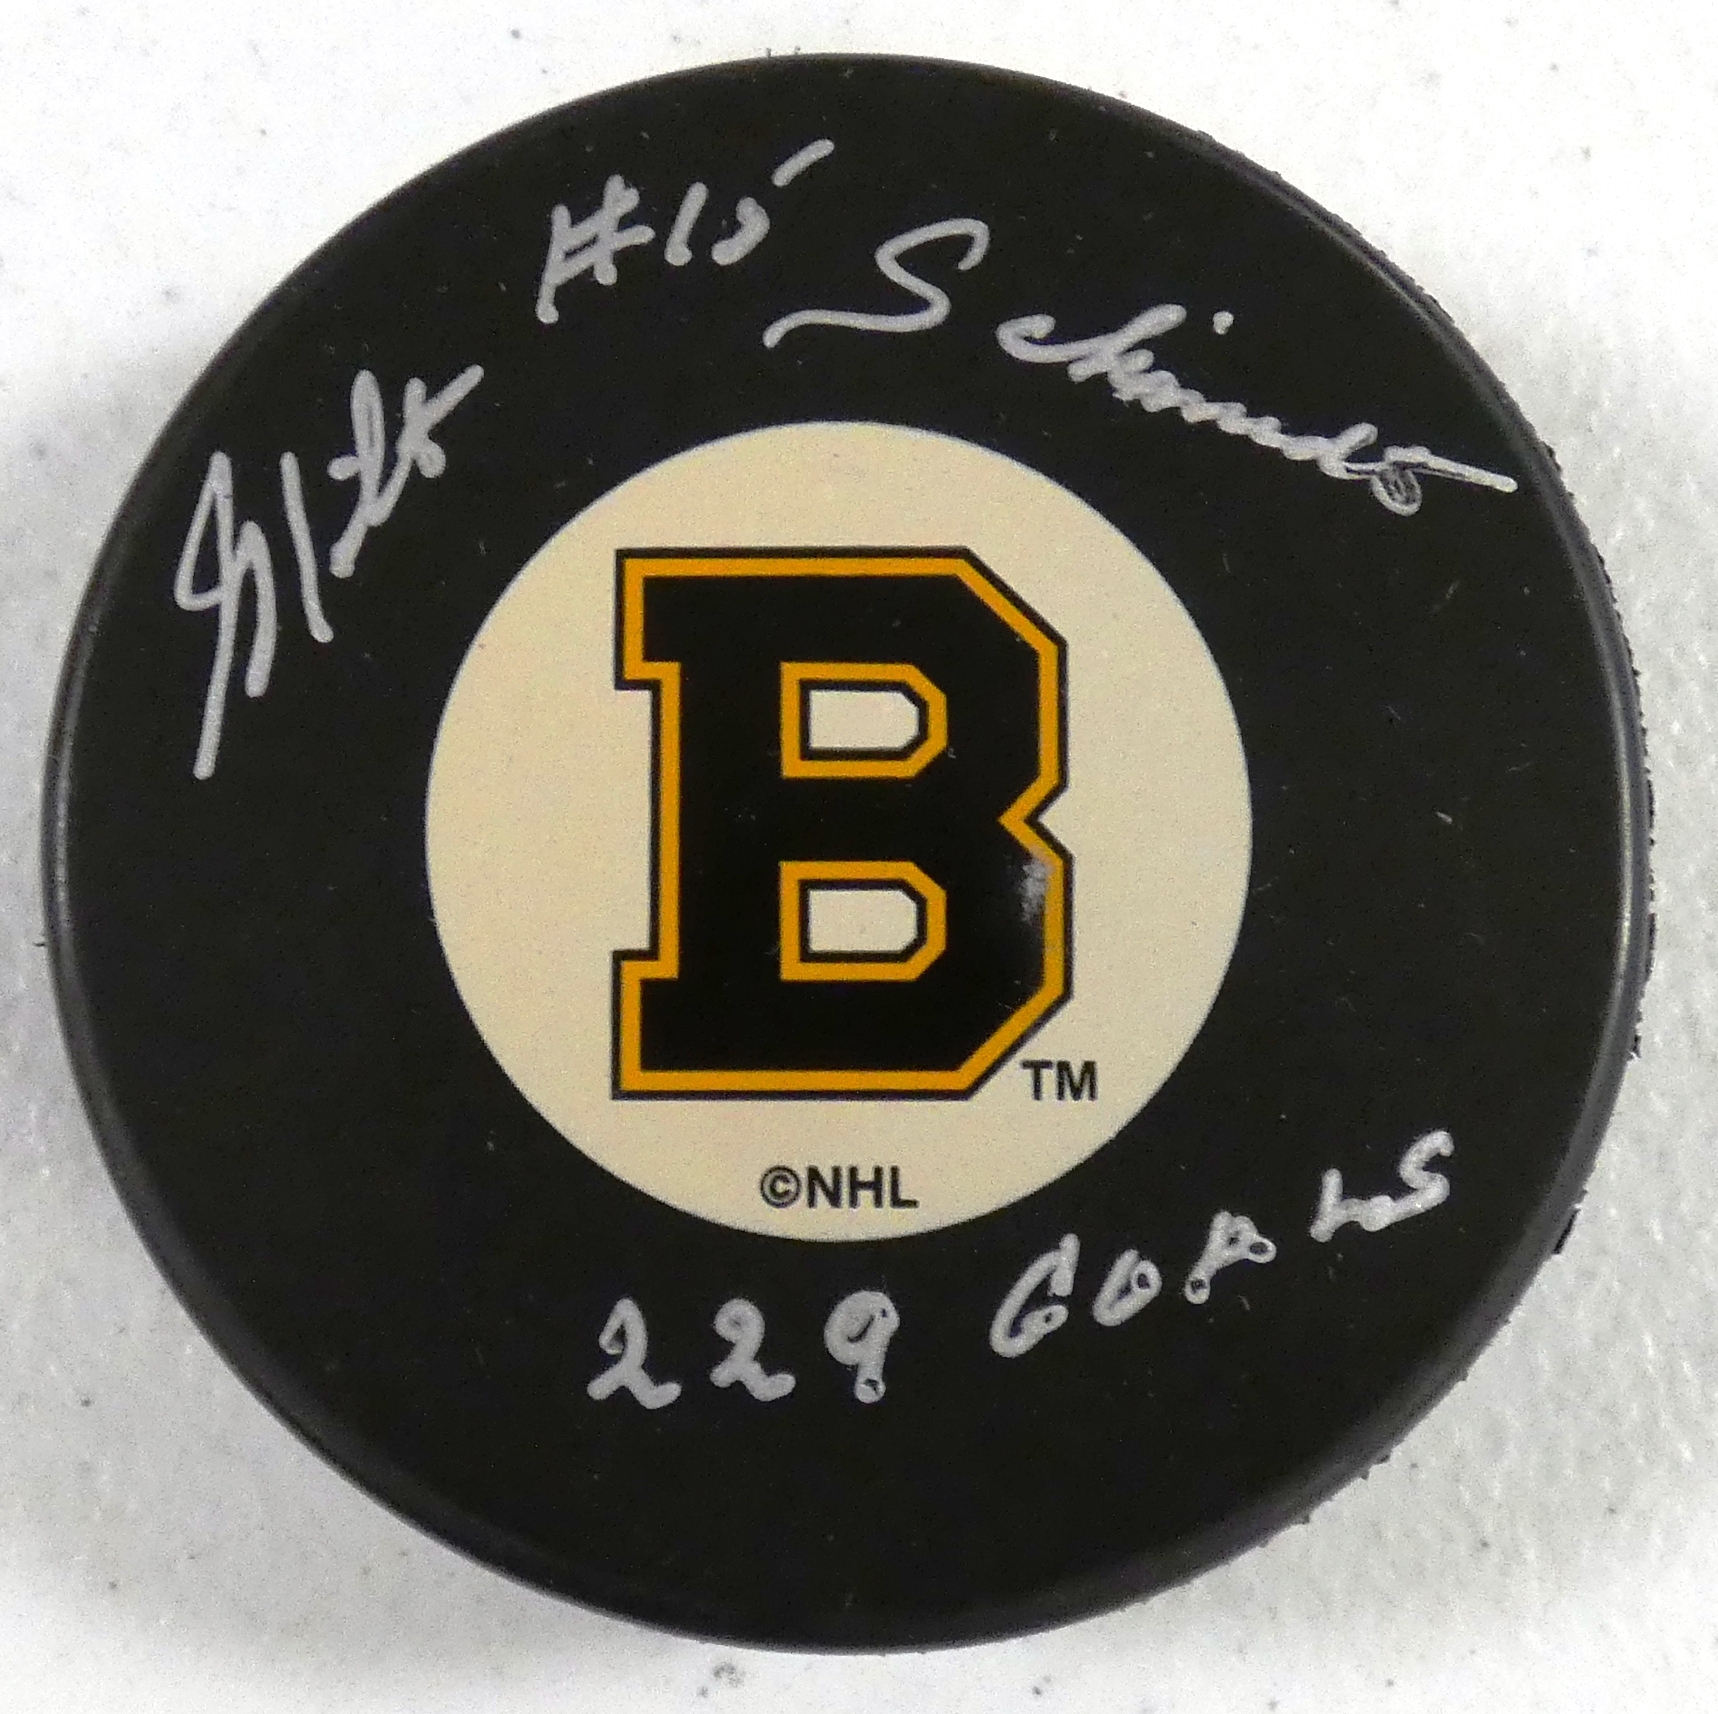 Milt #15 Schmidt
B TM
©NHL
229 GOALS